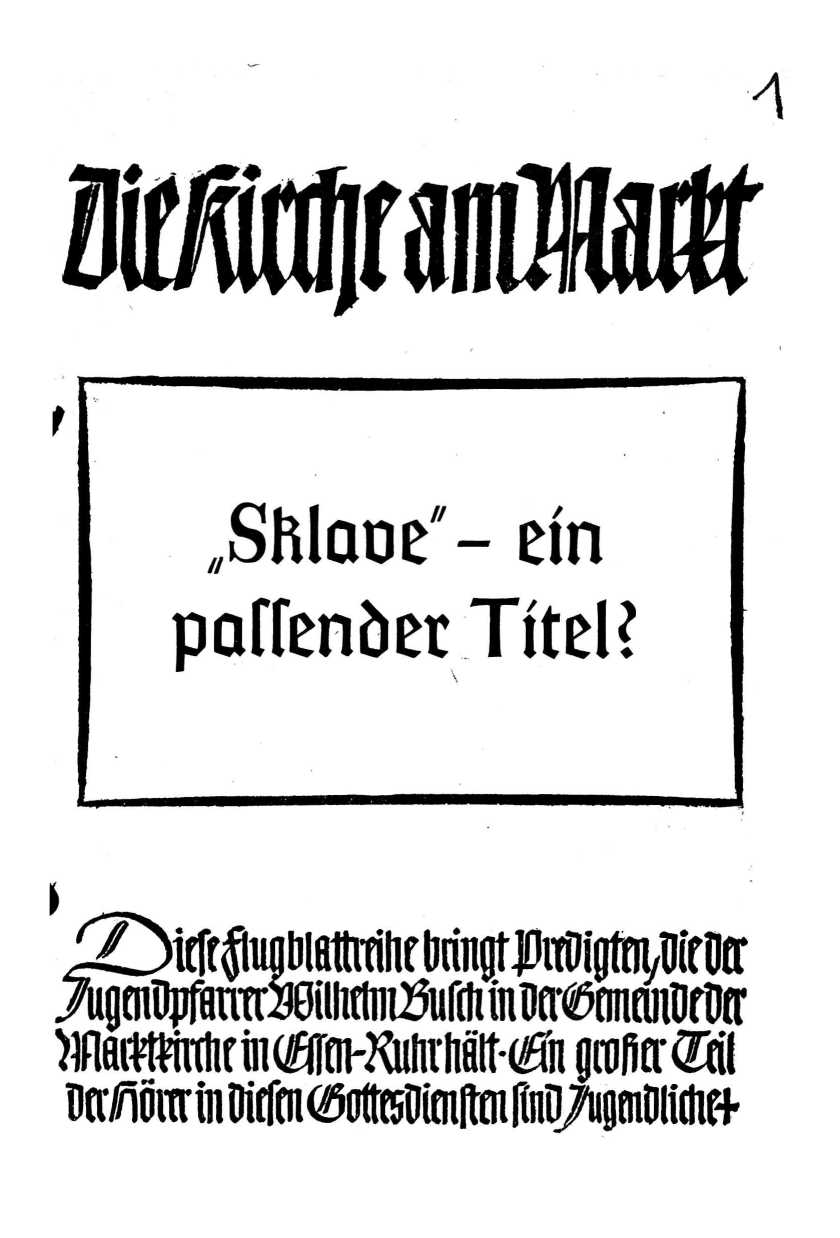 1
Die Kirche am Markt
„Sklave" – ein
passender Titel?
Diese Flugblattreihe bringt Predigten, die der
Jugendpfarrer Wilhelm Busch in der Gemeinde der
Marktkirche in Essen-Ruhr hält. Ein großer Teil
der Hörer in diesen Gottesdiensten sind Jugendliche+